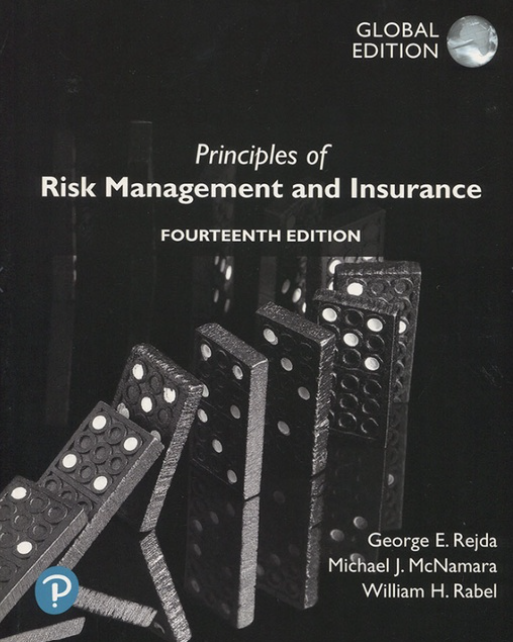 GLOBAL
EDITION
Principles of
Risk Management and Insurance
FOURTEENTH EDITION
George E. Rejda
Michael J. McNamara
William H. Rabel
P